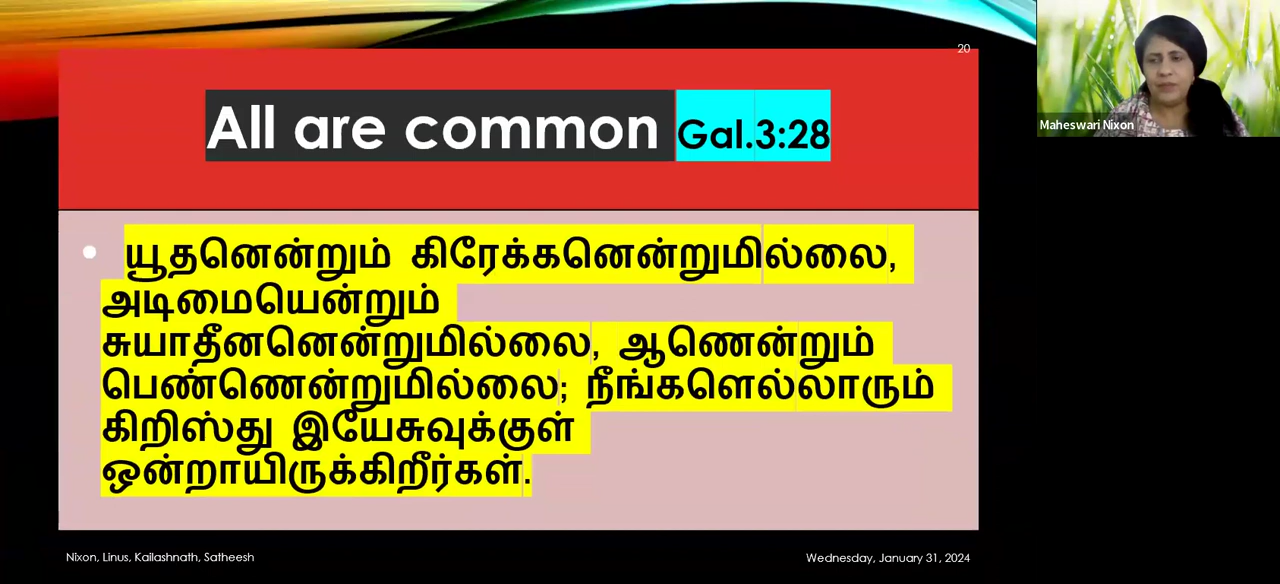 20
All are common Gal.3:28
Maheswari Nixon
• யூதனென்றும் கிரேக்கனென்றுமில்லை,
அடிமையென்றும்
சுயாதீனனென்றுமில்லை, ஆணென்றும்
பெண்ணென்றுமில்லை; நீங்களெல்லாரும்
கிறிஸ்து இயேசுவுக்குள்
ஒன்றாயிருக்கிறீர்கள்.
Nixon, Linus, Kailashnath, Satheesh
Wednesday, January 31, 2024